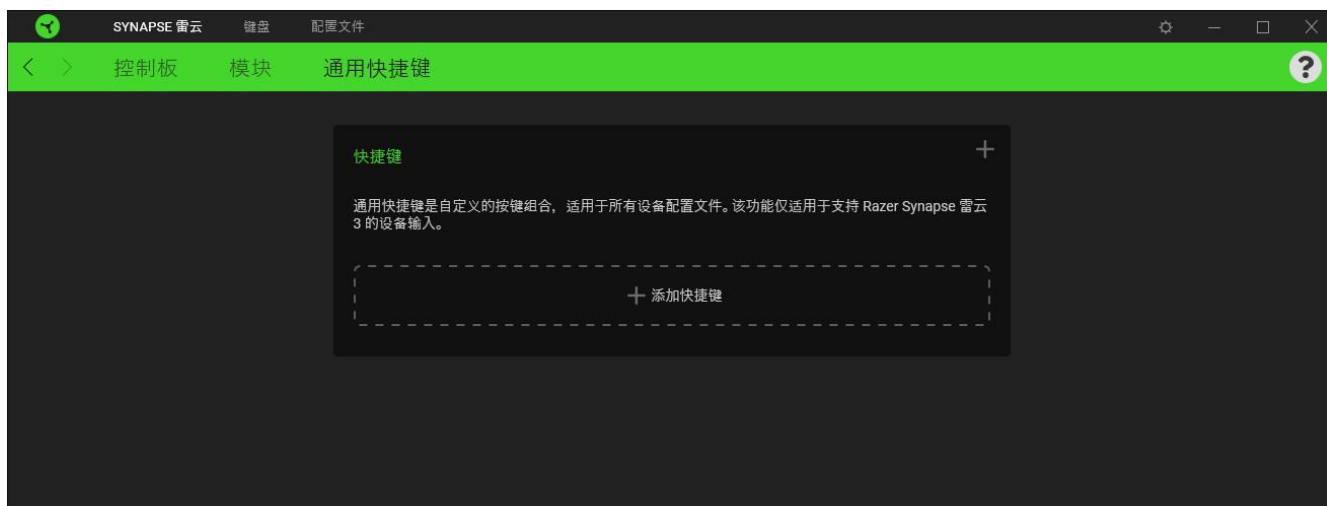 SYNAPSE 雷云 键盘 配置文件
控制板 模块 通用快捷键 ?
快捷键
通用快捷键是自定义的按键组合，适用于所有设备配置文件。该功能仅适用于支持 Razer Synapse 雷云
3 的设备输入。
添加快捷键